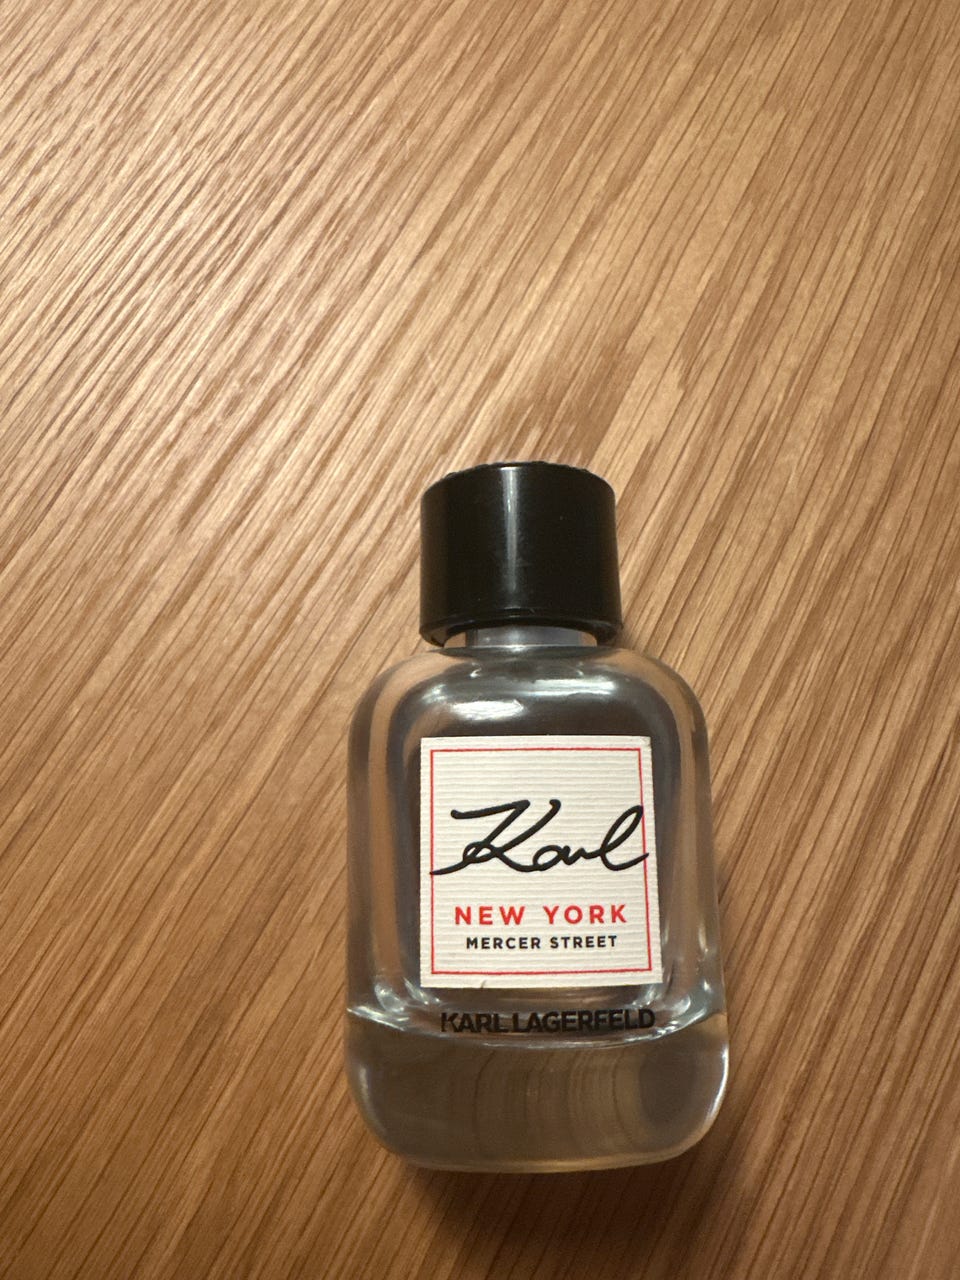 Karl
NEW YORK
MERCER STREET
KARL LAGERFELD